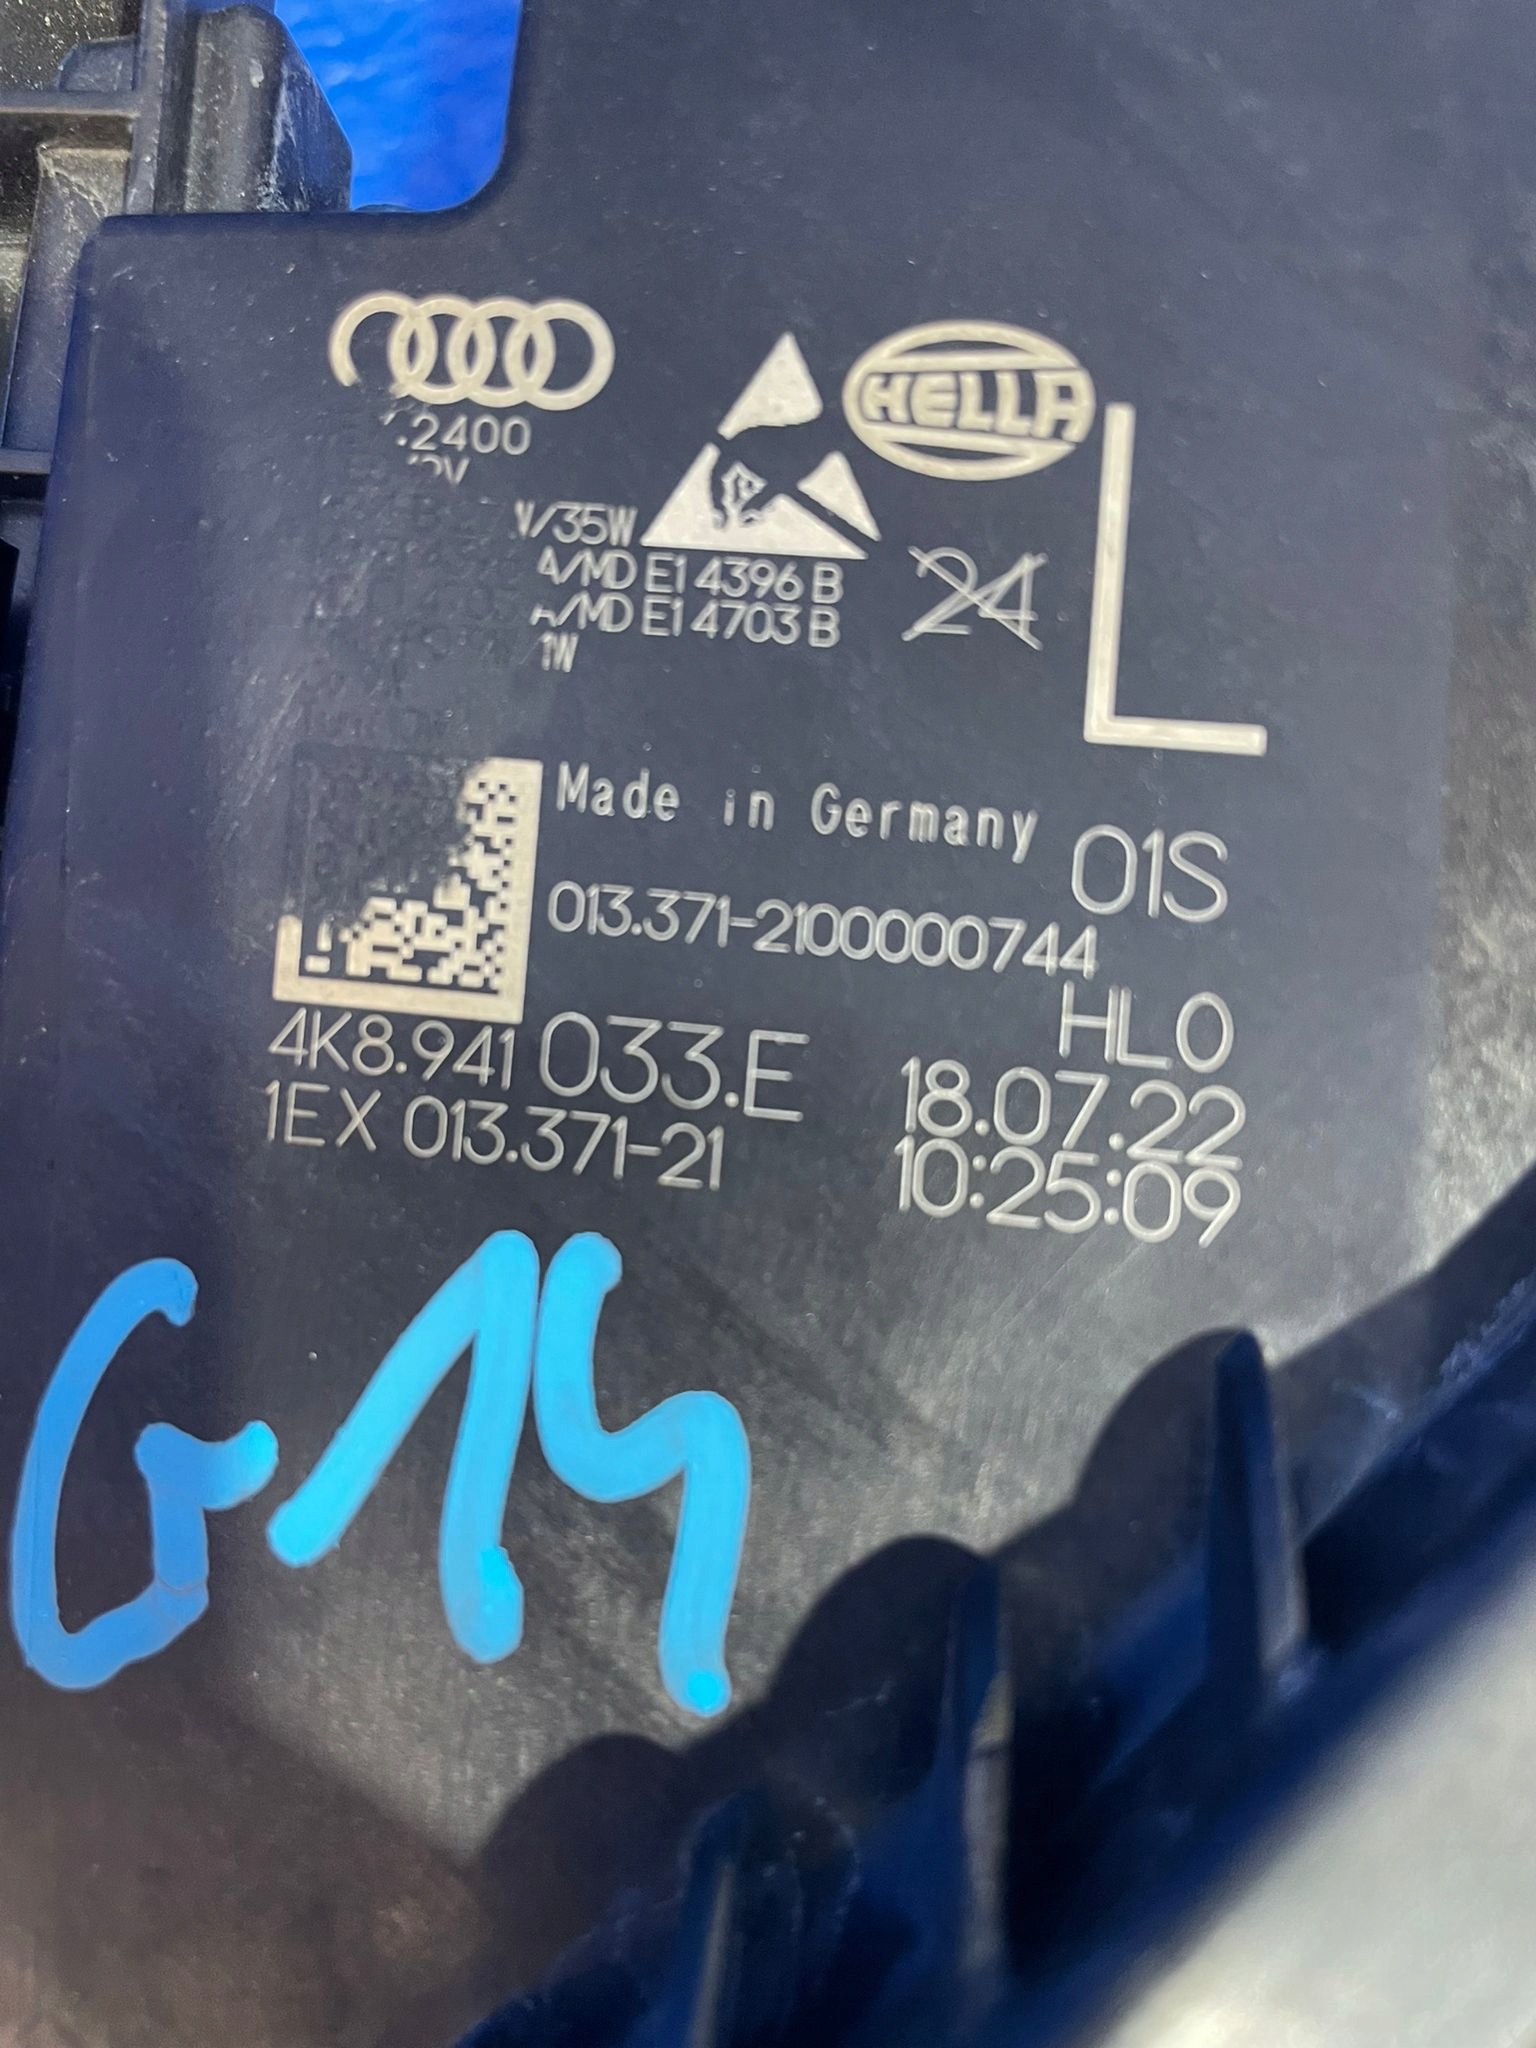 .2400
HELLA
L
/35W
/MD E1 4396 B
24
/MD E1 4703 B
1W
Made in Germany
01S
013.371-2100000744
HLO
4K8.941 033.E
18.07.22
1EX 013.371-21
10:25:09
G14